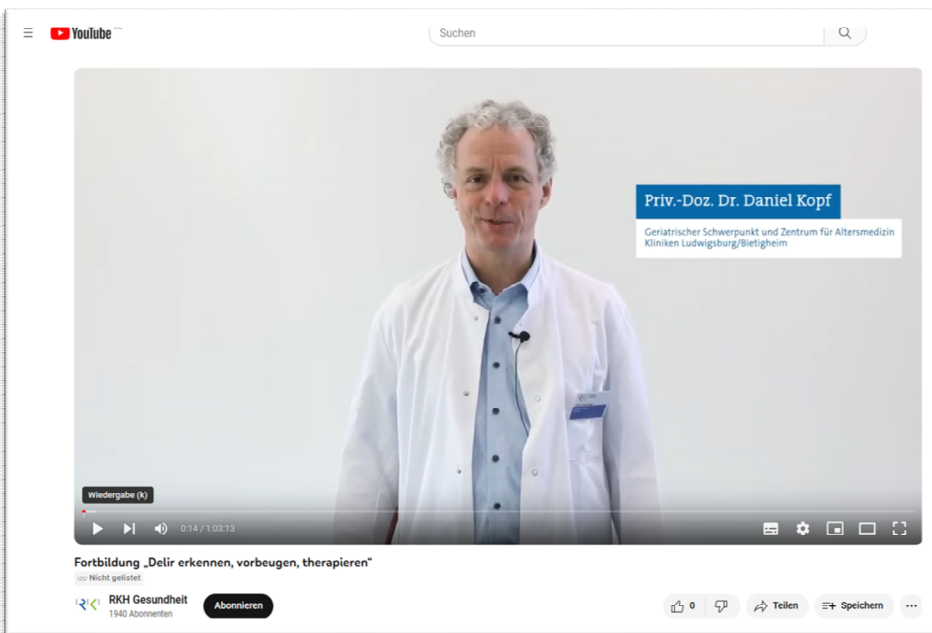 YouTube
Suchen
Priv.-Doz. Dr. Daniel Kopf
Geriatrischer Schwerpunkt und Zentrum für Altersmedizin
Kliniken Ludwigsburg/Bietigheim
Wiedergabe (k)
0:14 / 1:03:13
Fortbildung „Delir erkennen, vorbeugen, therapieren“
Nicht gelistet
RKH Gesundheit
1940 Abonnenten
Abonnieren
0
Teilen
Speichern